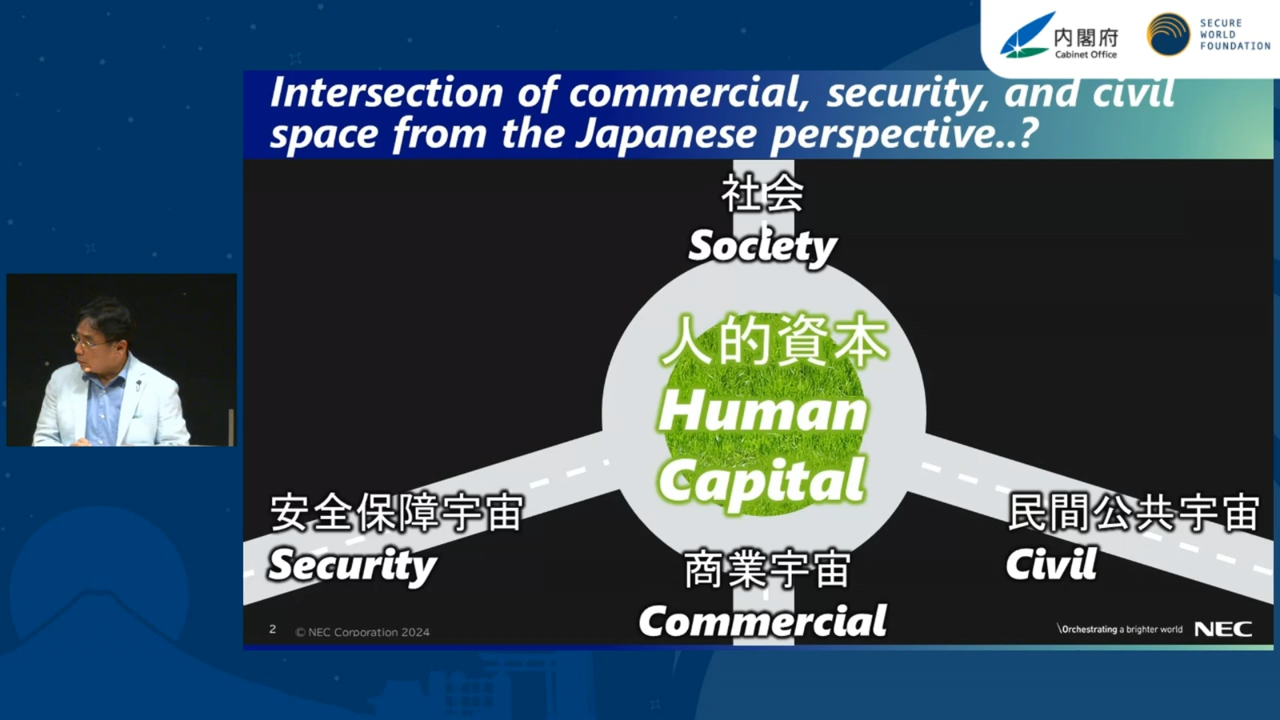 内閣府
Cabinet Office
SECURE
WORLD
FOUNDATION
Intersection of commercial, security, and civil
space from the Japanese perspective..?
社会
Society
人的資本
Human
Capital
安全保障宇宙
Security
民間公共宇宙
Civil
商業宇宙
Commercial
2
© NEC Corporation 2024
\Orchestrating a brighter world
NEC